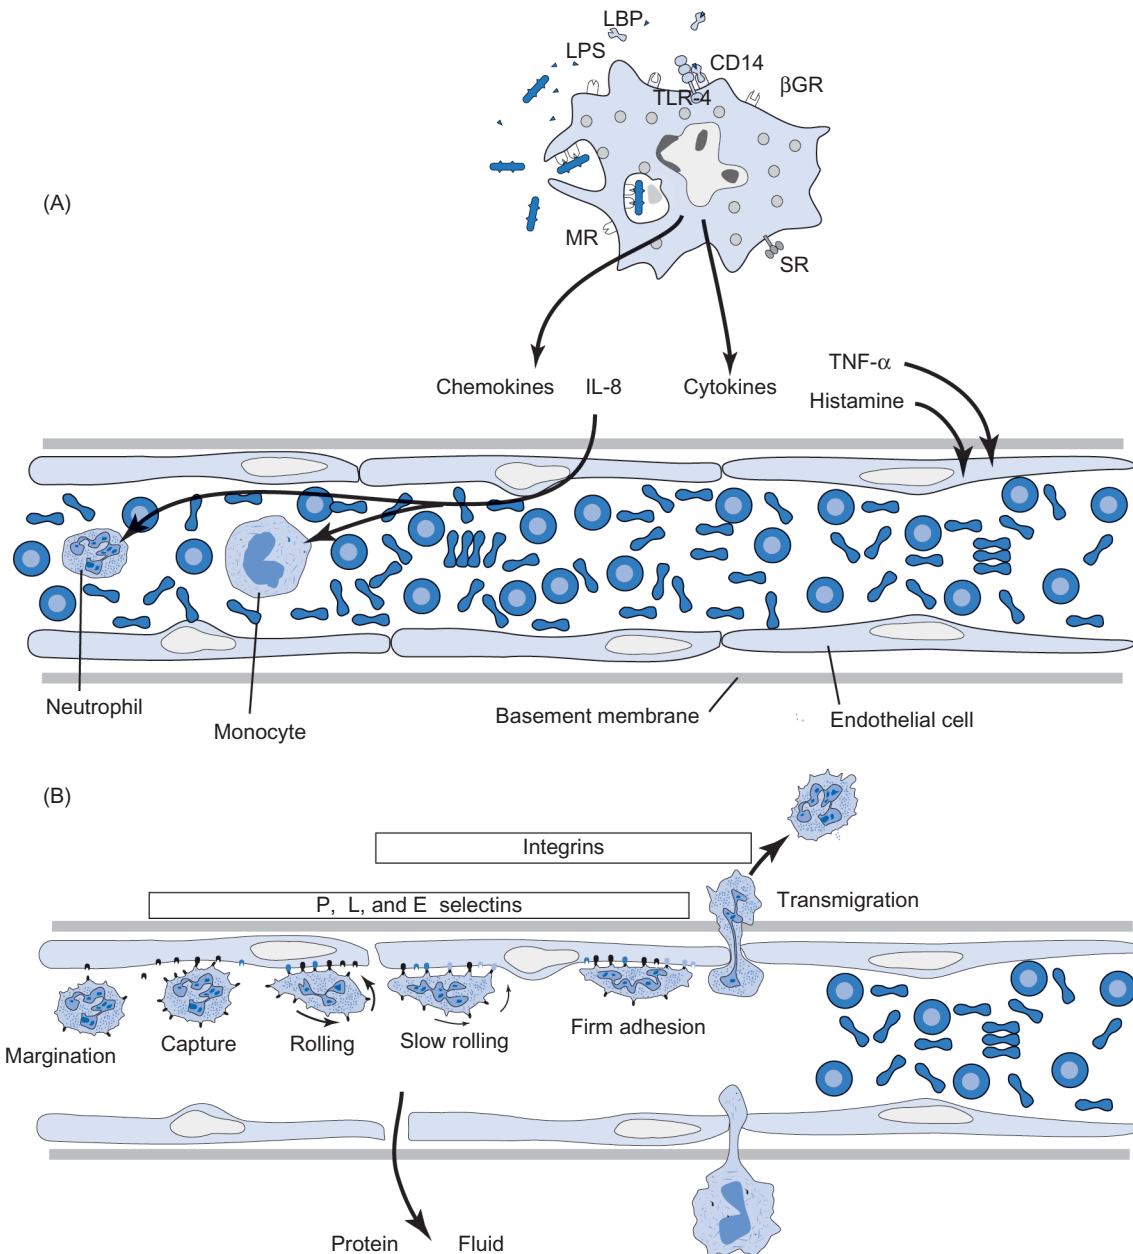 (A)
LBP
LPS
CD14
TLR-4
βGR
MR
SR
Chemokines IL-8 Cytokines
TNF-α
Histamine
Neutrophil
Monocyte
Basement membrane
Endothelial cell
(B)
Integrins
P, L, and E selectins
Transmigration
Margination
Capture
Rolling
Slow rolling
Firm adhesion
Protein Fluid